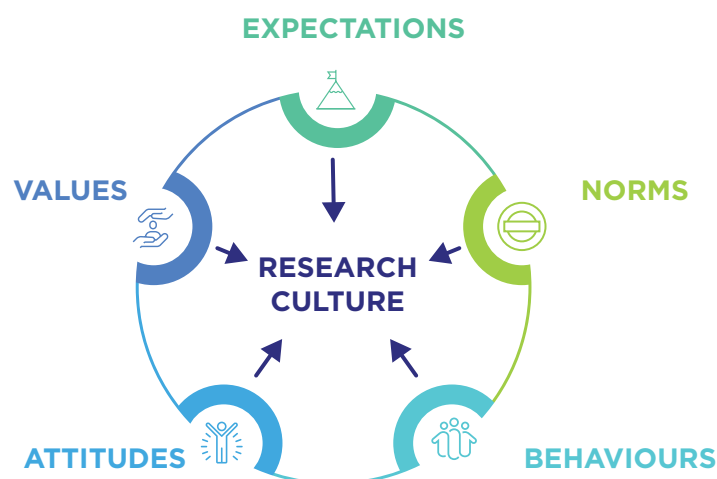 EXPECTATIONS
VALUES
NORMS
RESEARCH
CULTURE
ATTITUDES
BEHAVIOURS